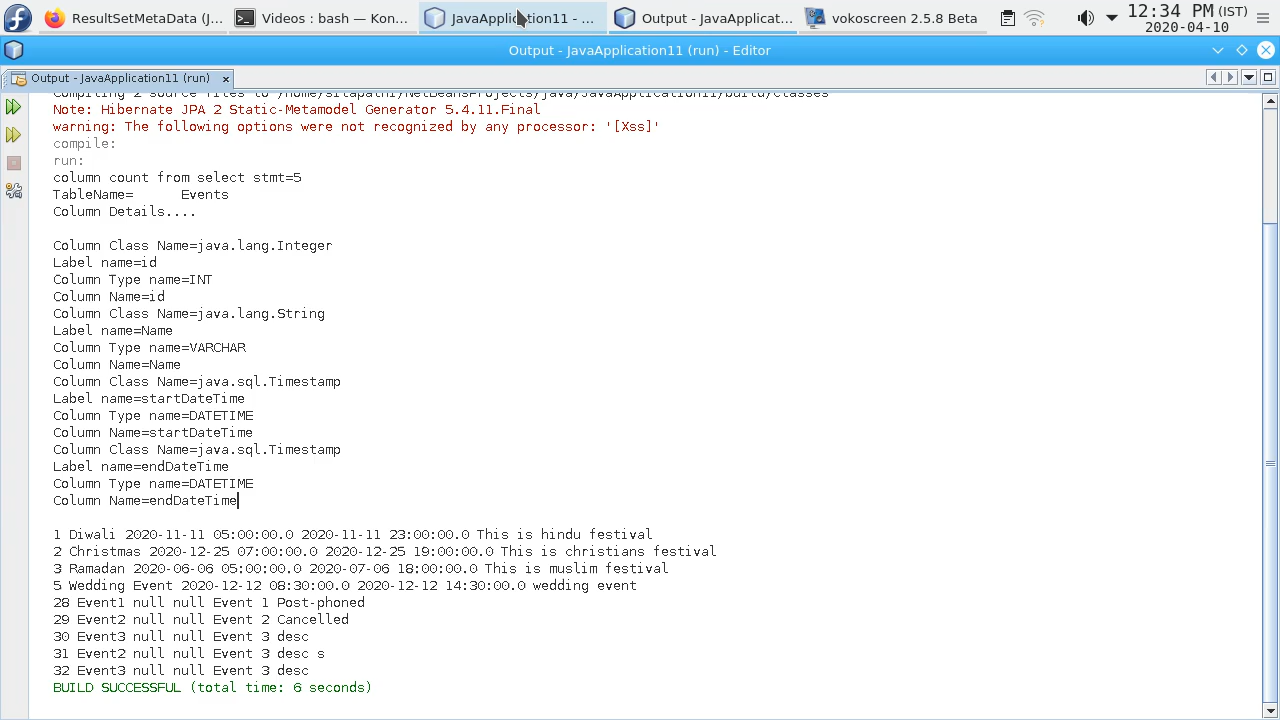 ResultSetMetaData (J...
Videos : bash — Kon...
JavaApplication11 - ...
Output - JavaApplicat...
vokoscreen 2.5.8 Beta
12:34 PM (IST)
2020-04-10
Output - JavaApplication11 (run) - Editor
Output - JavaApplication11 (run) ×
Compiling 2 source files to /home/sitapathi/NetBeansProjects/java/JavaApplication11/build/classes
Note: Hibernate JPA 2 Static-Metamodel Generator 5.4.11.Final
warning: The following options were not recognized by any processor: '[Xss]'
compile:
run:
column count from select stmt=5
TableName=      Events
Column Details....
Column Class Name=java.lang.Integer
Label name=id
Column Type name=INT
Column Name=id
Column Class Name=java.lang.String
Label name=Name
Column Type name=VARCHAR
Column Name=Name
Column Class Name=java.sql.Timestamp
Label name=startDateTime
Column Type name=DATETIME
Column Name=startDateTime
Column Class Name=java.sql.Timestamp
Label name=endDateTime
Column Type name=DATETIME
Column Name=endDateTime
1 Diwali 2020-11-11 05:00:00.0 2020-11-11 23:00:00.0 This is hindu festival
2 Christmas 2020-12-25 07:00:00.0 2020-12-25 19:00:00.0 This is christians festival
3 Ramadan 2020-06-06 05:00:00.0 2020-07-06 18:00:00.0 This is muslim festival
5 Wedding Event 2020-12-12 08:30:00.0 2020-12-12 14:30:00.0 wedding event
28 Event1 null null Event 1 Post-phoned
29 Event2 null null Event 2 Cancelled
30 Event3 null null Event 3 desc
31 Event2 null null Event 3 desc s
32 Event3 null null Event 3 desc
BUILD SUCCESSFUL (total time: 6 seconds)